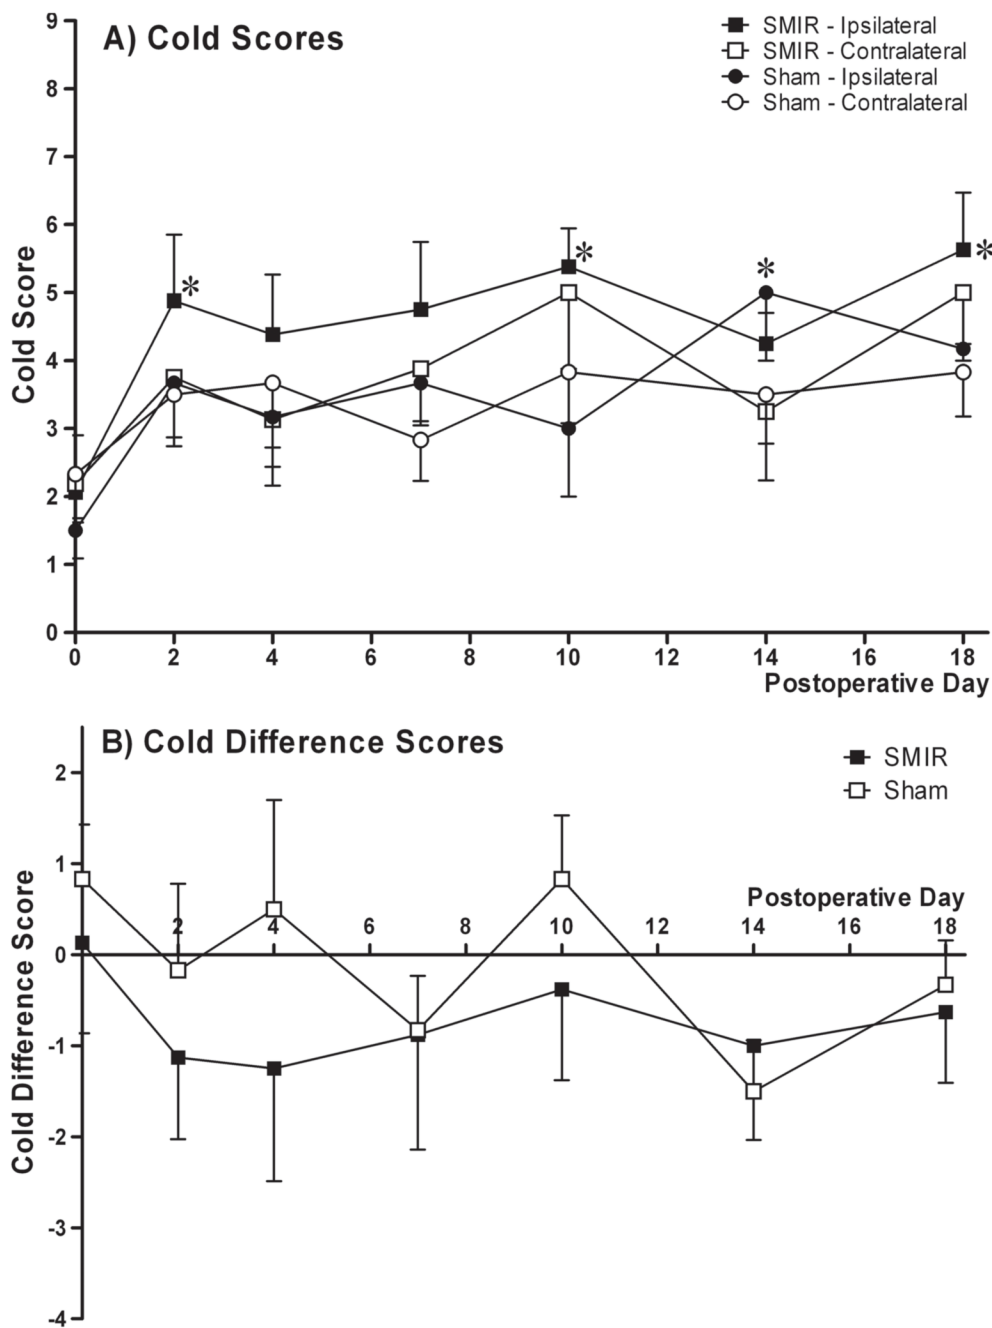 A) Cold Scores
SMIR - Ipsilateral
SMIR - Contralateral
Sham - Ipsilateral
Sham - Contralateral
9
8
7
6
5
4
3
2
1
0
Cold Score
* * * *
0 2 4 6 8 10 12 14 16 18
Postoperative Day
B) Cold Difference Scores
SMIR
Sham
2
1
0
-1
-2
-3
-4
Cold Difference Score
Postoperative Day
2 4 6 8 10 12 14 16 18